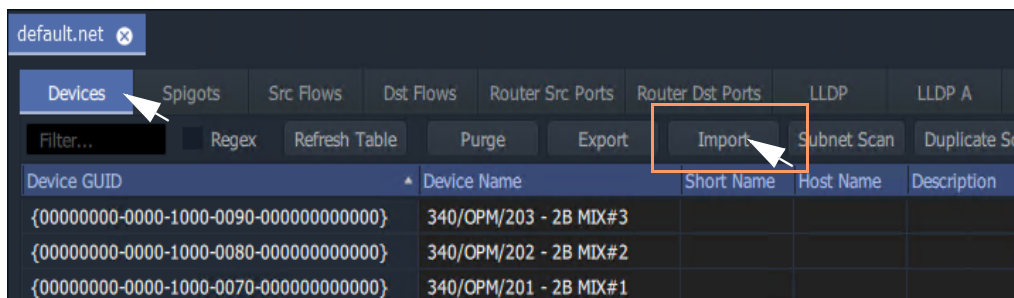 default.net
Devices Spigots Src Flows Dst Flows Router Src Ports Router Dst Ports LLDP LLDP A
Filter... Regex Refresh Table Purge Export Import Subnet Scan Duplicate
Device GUID Device Name Short Name Host Name Description
{00000000-0000-1000-0090-000000000000} 340/OPM/203 - 2B MIX#3
{00000000-0000-1000-0080-000000000000} 340/OPM/202 - 2B MIX#2
{00000000-0000-1000-0070-000000000000} 340/OPM/201 - 2B MIX#1